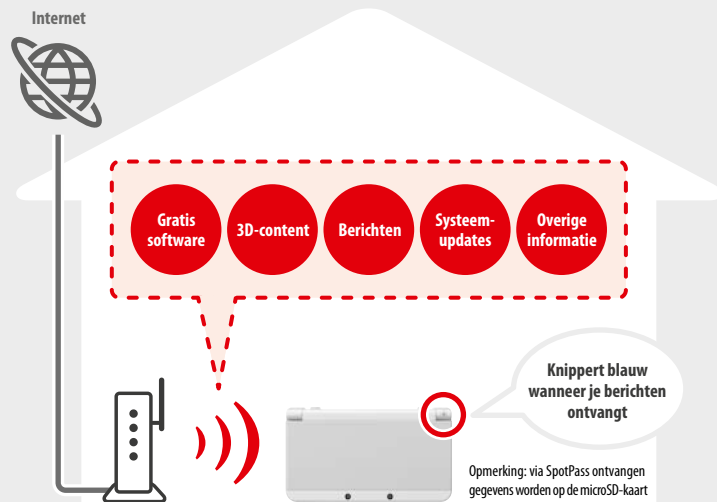 Internet
Gratis
software
3D-content
Berichten
Systeem-
updates
Overige
informatie
Knippert blauw
wanneer je berichten
ontvangt
Opmerking: via SpotPass ontvangen
gegevens worden op de microSD-kaart